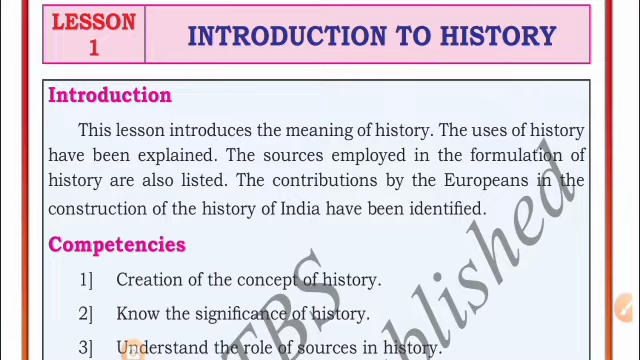 LESSON
1
INTRODUCTION TO HISTORY
Introduction
This lesson introduces the meaning of history. The uses of history
have been explained. The sources employed in the formulation of
history are also listed. The contributions by the Europeans in the
construction of the history of India have been identified.
Competencies
1] Creation of the concept of history.
2] Know the significance of history.
3] Understand the role of sources in history.